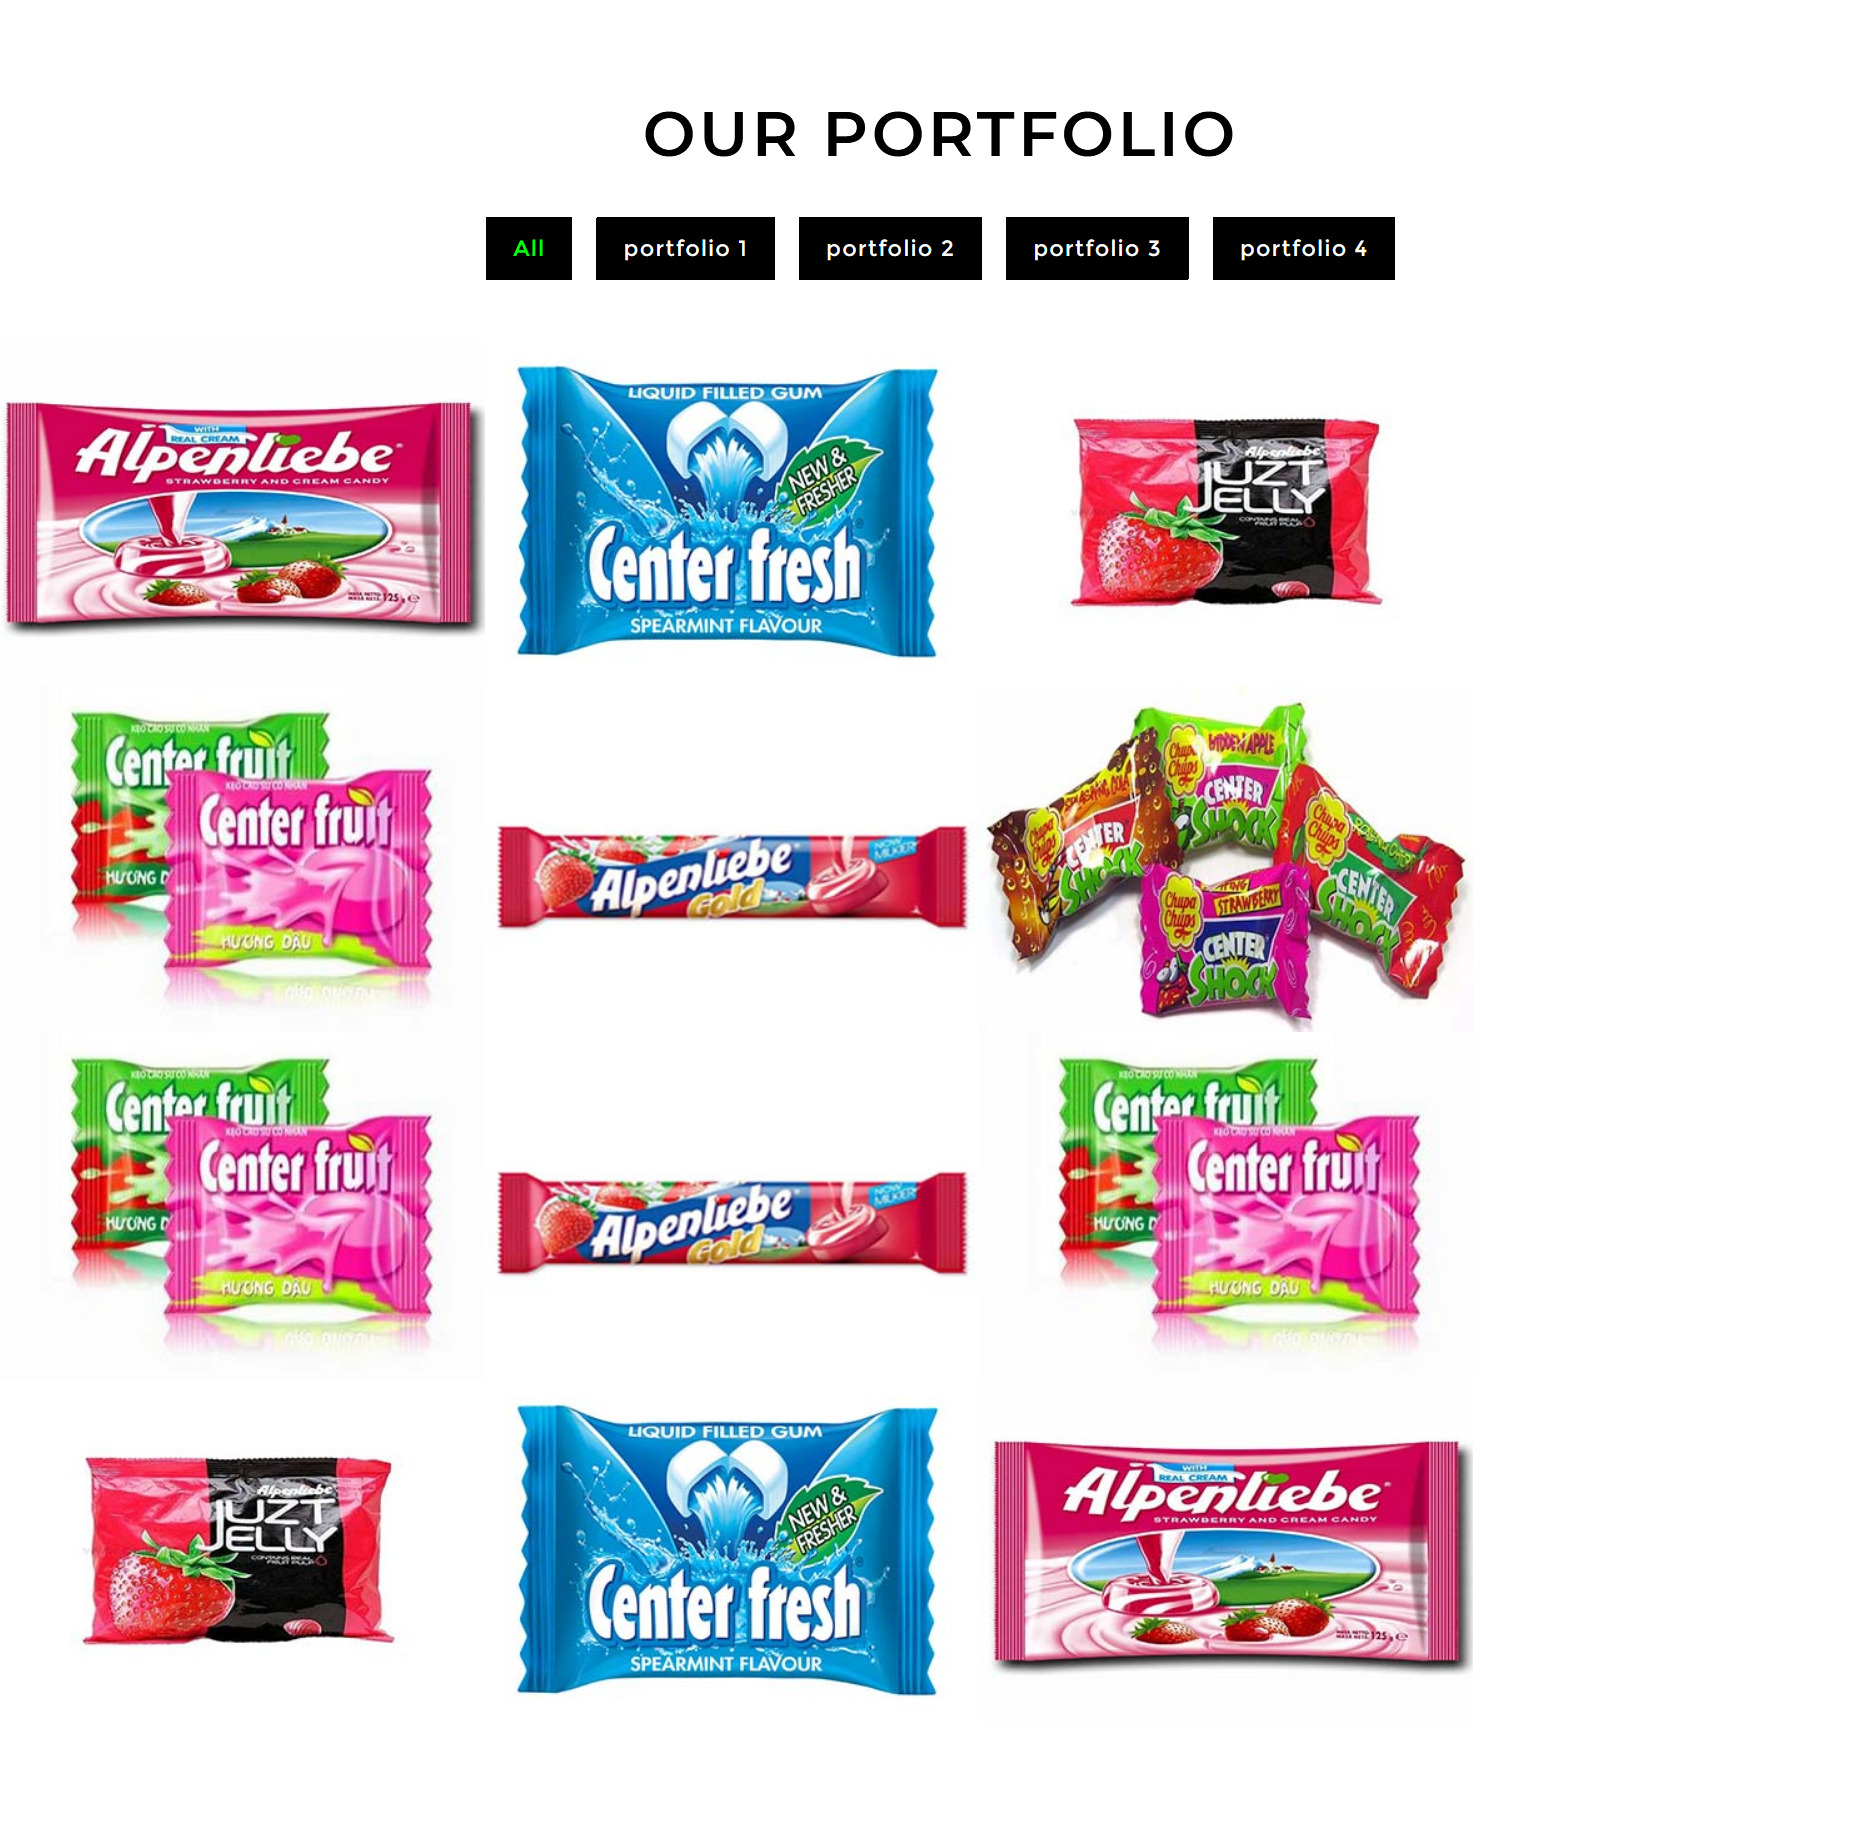 OUR PORTFOLIO
All
portfolio 1
portfolio 2
portfolio 3
portfolio 4
WITH
REAL CREAM
Alpenliebe
STRAWBERRY AND CREAM CANDY
125 g e
LIQUID FILLED GUM
NEW &
FRESHER
Center fresh
SPEARMINT FLAVOUR
Alpenliebe
JUZT
JELLY
CONTAINS REAL
FRUIT PULP
KẸO CAO SU CÓ NHÂN
Center fruit
HƯƠNG D
KẸO CAO SU CÓ NHÂN
Center fruit
HƯƠNG DÂU
NOW
MILKIER
Alpenliebe
Gold
Chupa
Chups
APPLE
CENTER
SHOCK
Chupa
Chups
COLA
CENTER
SHOCK
Chupa
Chups
CENTER
SHOCK
Chupa
Chups
STRAWBERRY
CENTER
SHOCK
KẸO CAO SU CÓ NHÂN
Center fruit
HƯƠNG D
KẸO CAO SU CÓ NHÂN
Center fruit
HƯƠNG DÂU
NOW
MILKIER
Alpenliebe
Gold
KẸO CAO SU CÓ NHÂN
Center fruit
HƯƠNG D
KẸO CAO SU CÓ NHÂN
Center fruit
HƯƠNG DÂU
Alpenliebe
JUZT
JELLY
CONTAINS REAL
FRUIT PULP
LIQUID FILLED GUM
NEW &
FRESHER
Center fresh
SPEARMINT FLAVOUR
WITH
REAL CREAM
Alpenliebe
STRAWBERRY AND CREAM CANDY
125 g e